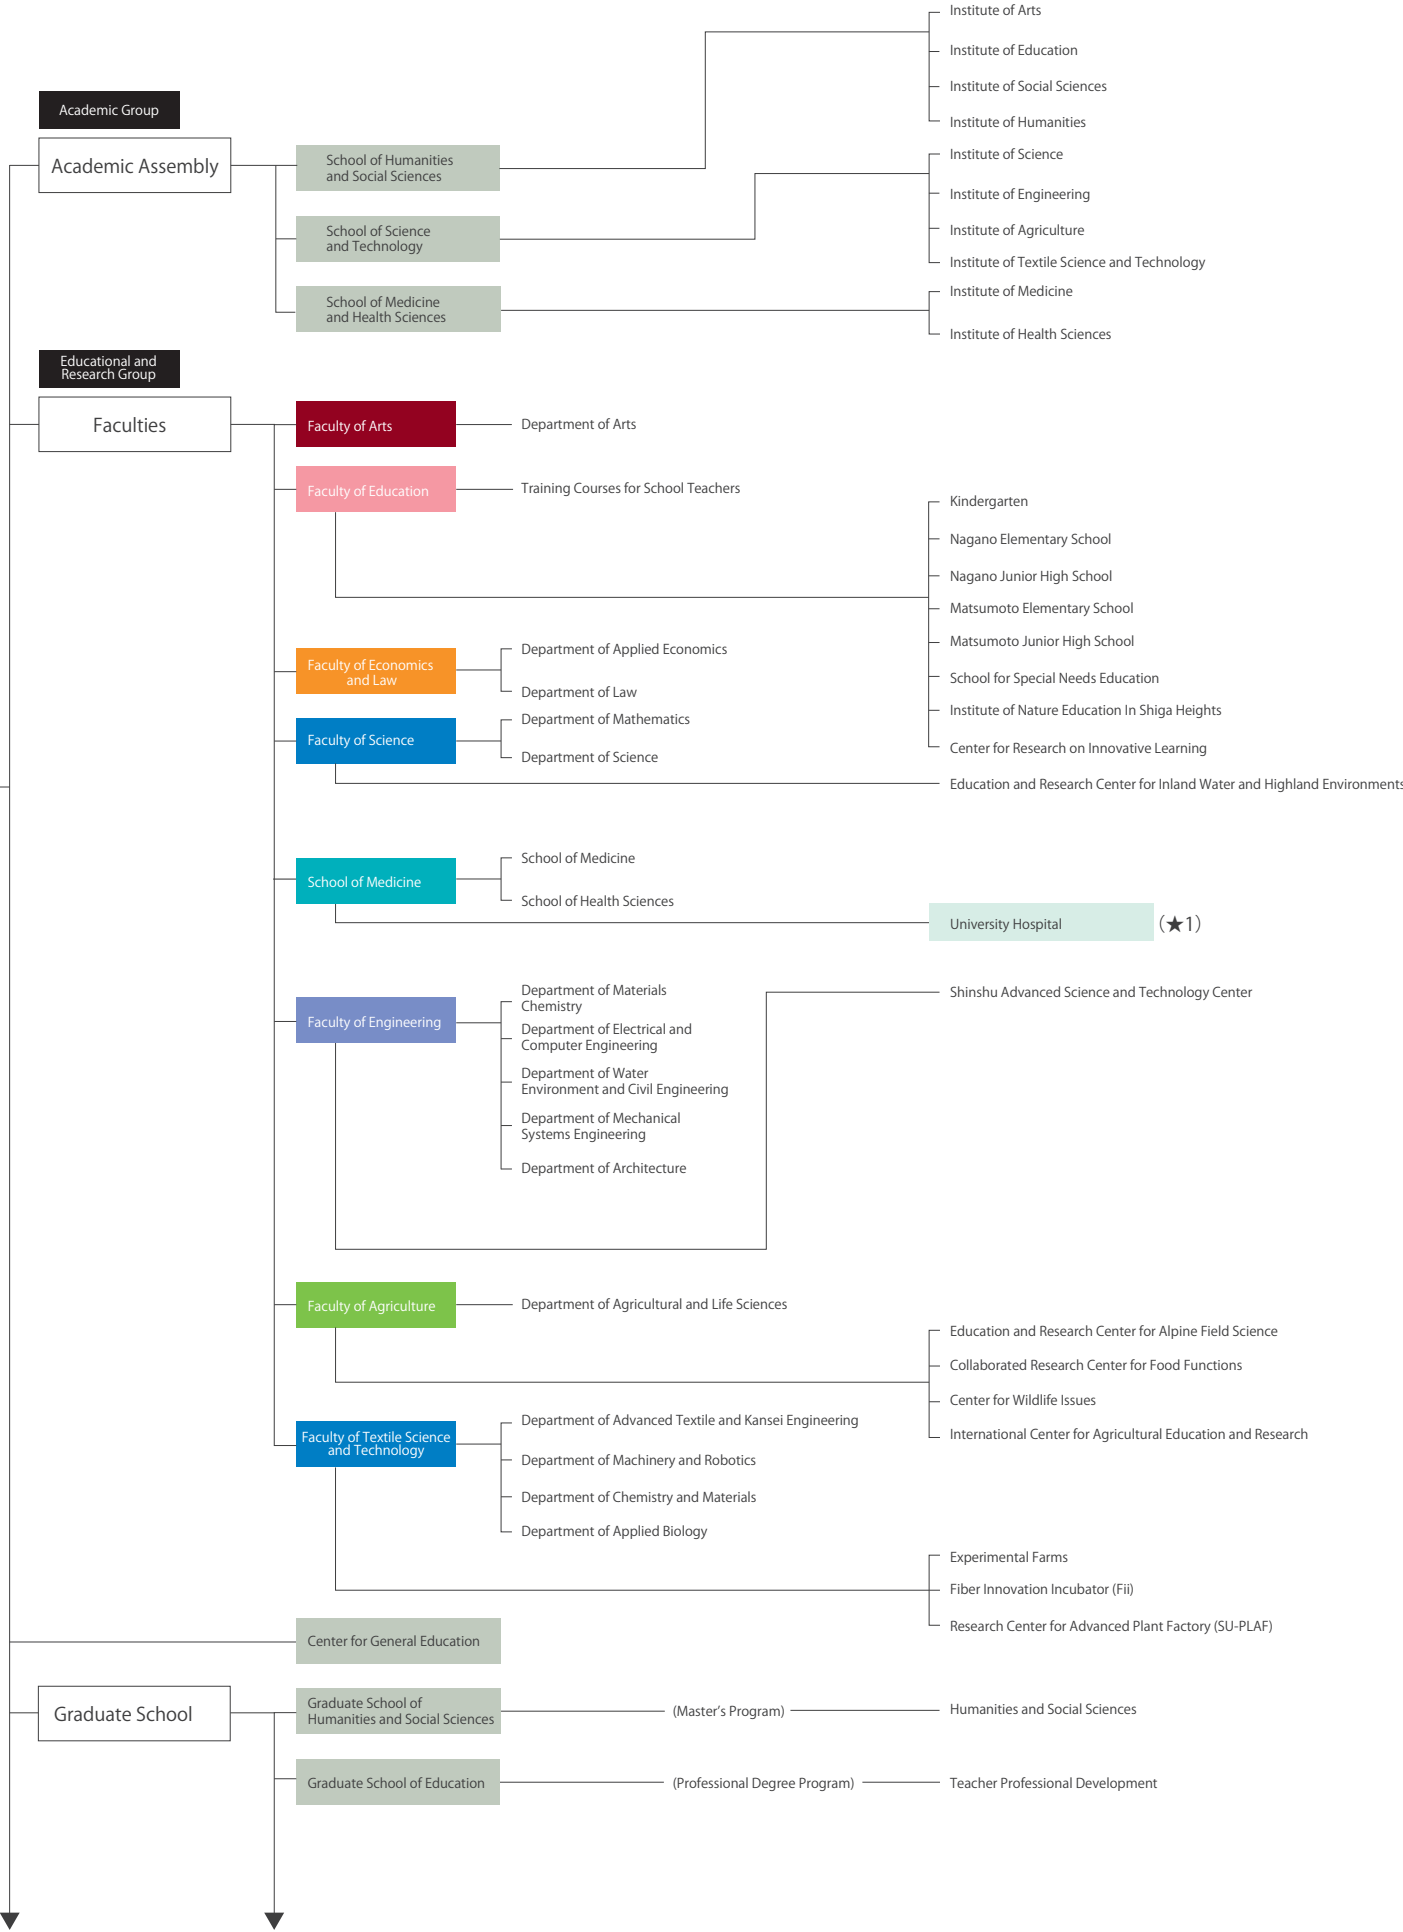 Academic Group
Academic Assembly
School of Humanities
and Social Sciences
Institute of Arts
Institute of Education
Institute of Social Sciences
Institute of Humanities
School of Science
and Technology
Institute of Science
Institute of Engineering
Institute of Agriculture
Institute of Textile Science and Technology
School of Medicine
and Health Sciences
Institute of Medicine
Institute of Health Sciences
Educational and
Research Group
Faculties
Faculty of Arts
Department of Arts
Faculty of Education
Training Courses for School Teachers
Kindergarten
Nagano Elementary School
Nagano Junior High School
Matsumoto Elementary School
Matsumoto Junior High School
School for Special Needs Education
Institute of Nature Education In Shiga Heights
Center for Research on Innovative Learning
Faculty of Economics
and Law
Department of Applied Economics
Department of Law
Faculty of Science
Department of Mathematics
Department of Science
Education and Research Center for Inland Water and Highland Environments
School of Medicine
School of Medicine
School of Health Sciences
University Hospital
(★1)
Faculty of Engineering
Department of Materials
Chemistry
Department of Electrical and
Computer Engineering
Department of Water
Environment and Civil Engineering
Department of Mechanical
Systems Engineering
Department of Architecture
Shinshu Advanced Science and Technology Center
Faculty of Agriculture
Department of Agricultural and Life Sciences
Education and Research Center for Alpine Field Science
Collaborated Research Center for Food Functions
Center for Wildlife Issues
International Center for Agricultural Education and Research
Faculty of Textile Science
and Technology
Department of Advanced Textile and Kansei Engineering
Department of Machinery and Robotics
Department of Chemistry and Materials
Department of Applied Biology
Experimental Farms
Fiber Innovation Incubator (Fii)
Research Center for Advanced Plant Factory (SU-PLAF)
Center for General Education
Graduate School
Graduate School of
Humanities and Social Sciences
(Master's Program)
Humanities and Social Sciences
Graduate School of Education
(Professional Degree Program)
Teacher Professional Development